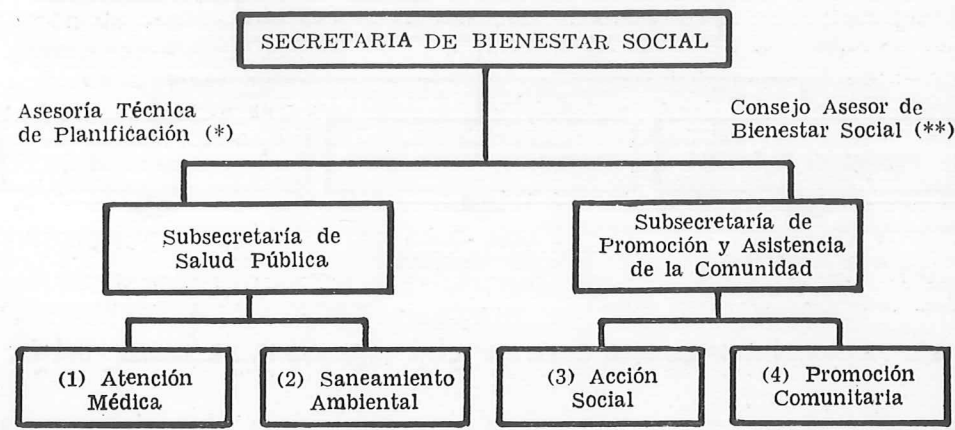 SECRETARIA DE BIENESTAR SOCIAL
Asesoría Técnica
de Planificación (*)
Consejo Asesor de
Bienestar Social (**)
Subsecretaría de
Salud Pública
Subsecretaría de
Promoción y Asistencia
de la Comunidad
(1) Atención
Médica
(2) Saneamiento
Ambiental
(3) Acción
Social
(4) Promoción
Comunitaria